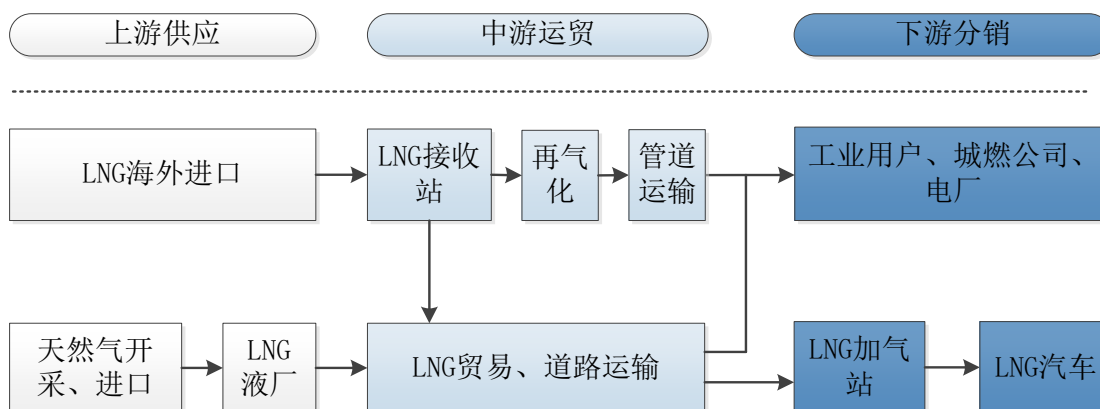 上游供应
中游运贸
下游分销
LNG海外进口
LNG接收
站
再气
化
管道
运输
工业用户、城燃公司、
电厂
天然气开
采、进口
LNG
液厂
LNG贸易、道路运输
LNG加气
站
LNG汽车